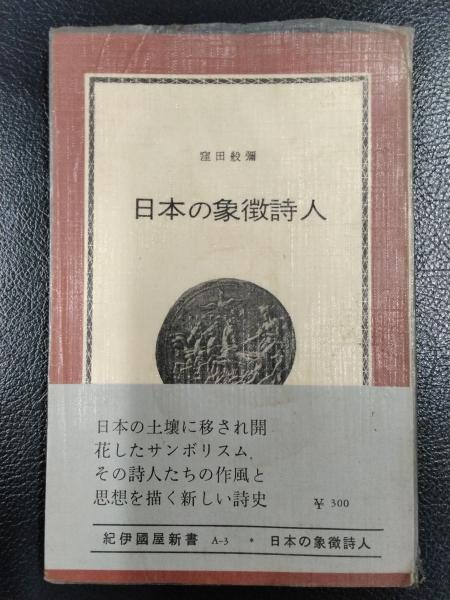 窪田般彌
日本の象徴詩人
日本の土壌に移され開
花したサンボリスム、
その詩人たちの作風と
思想を描く新しい詩史
¥ 300
紀伊國屋新書 A-3 * 日本の象徴詩人